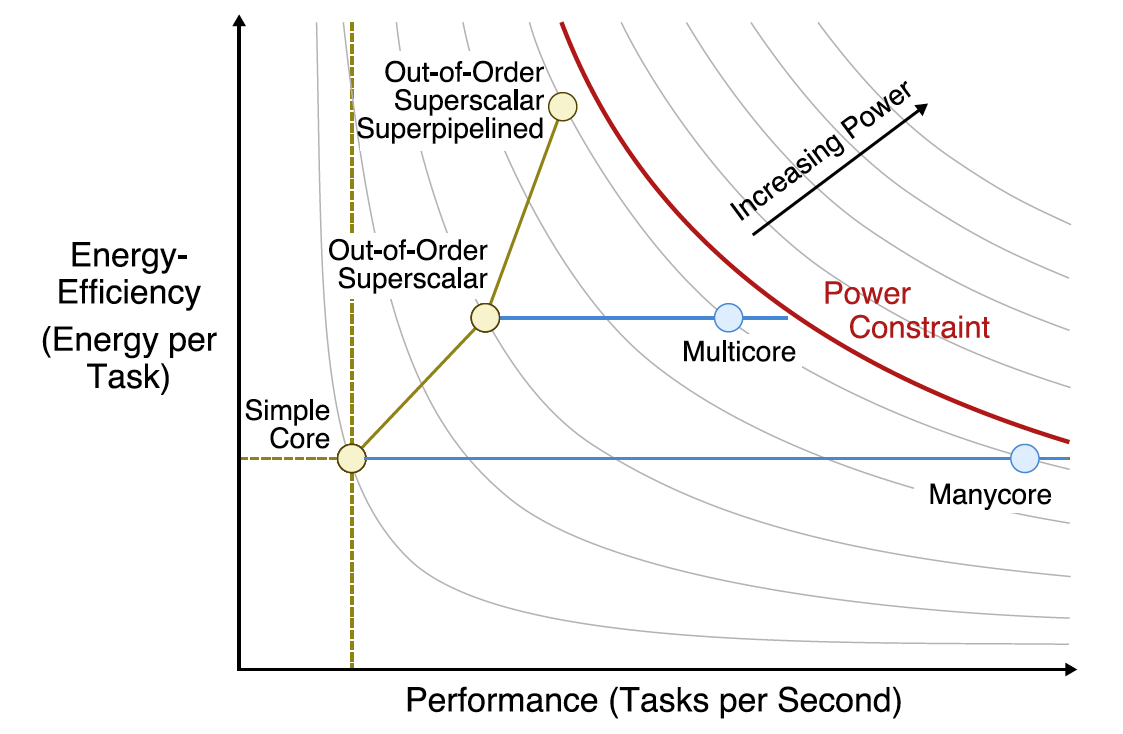 Out-of-Order
Superscalar
Superpipelined
Increasing Power
Energy-
Efficiency
(Energy per
Task)
Out-of-Order
Superscalar
Power
Constraint
Multicore
Simple
Core
Manycore
Performance (Tasks per Second)